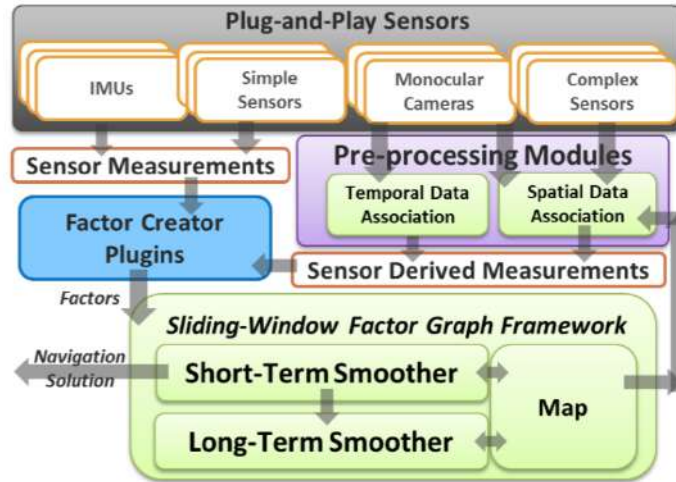 Plug-and-Play Sensors
IMUs
Simple
Sensors
Monocular
Cameras
Complex
Sensors
Sensor Measurements
Pre-processing Modules
Temporal Data
Association
Spatial Data
Association
Factor Creator
Plugins
Sensor Derived Measurements
Factors
Sliding-Window Factor Graph Framework
Navigation
Solution
Short-Term Smoother
Long-Term Smoother
Map